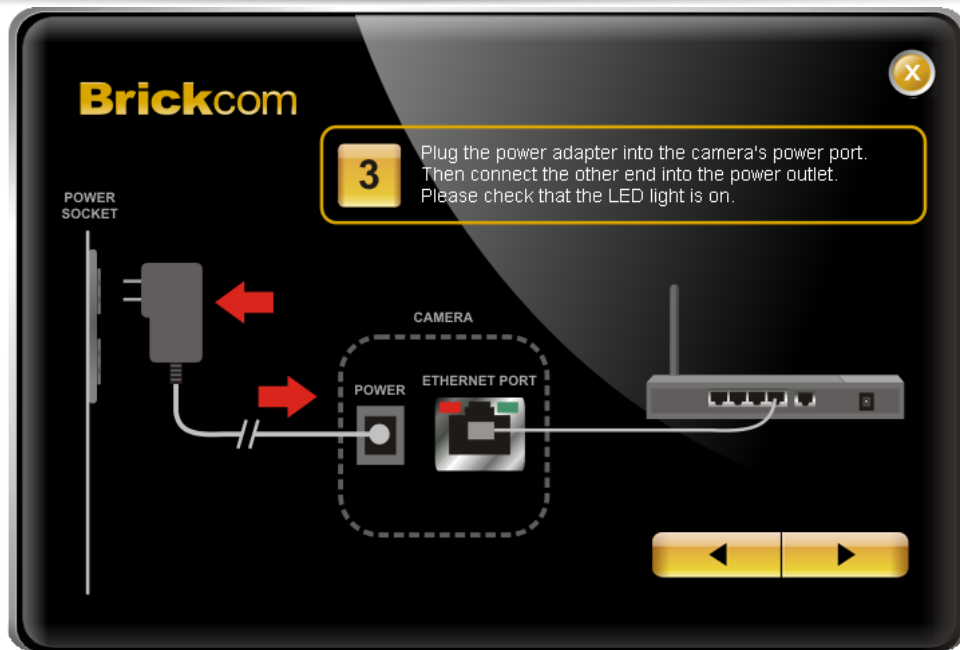 Brickcom
X
3
Plug the power adapter into the camera's power port.
Then connect the other end into the power outlet.
Please check that the LED light is on.
POWER
SOCKET
CAMERA
POWER
ETHERNET PORT